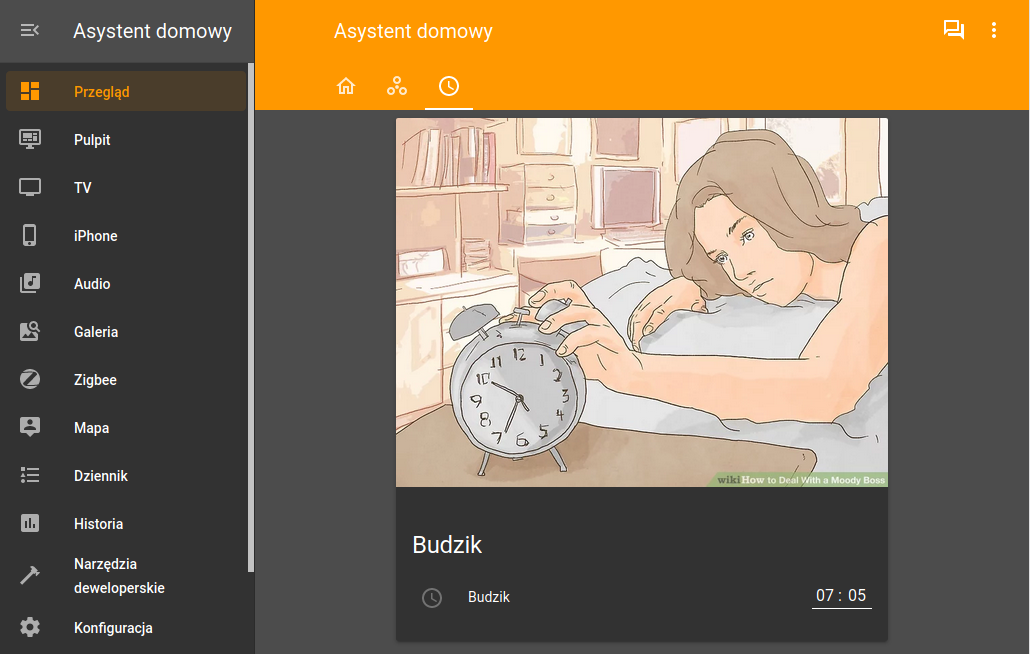 Asystent domowy
Asystent domowy
Przegląd
Pulpit
TV
iPhone
Audio
Galeria
Zigbee
Mapa
Dziennik
Historia
Narzędzia
deweloperskie
Konfiguracja
12
1
2
3
4
5
6
7
8
9
10
11
wikiHow to Deal With a Moody Boss
Budzik
Budzik
07 : 05